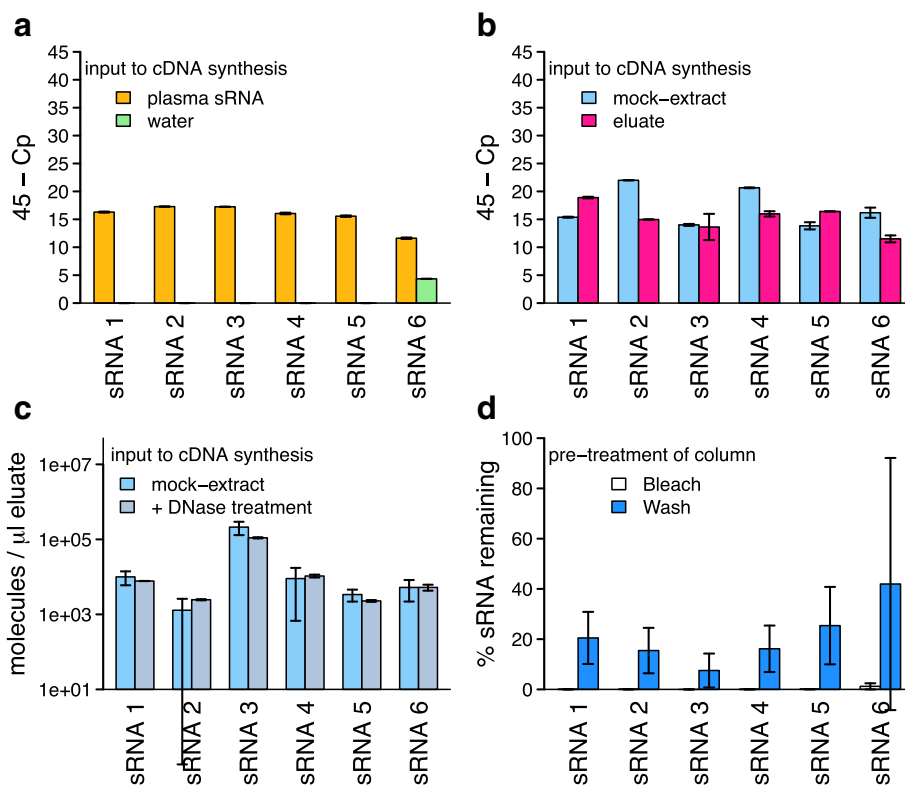 a
45 – Cp
45
40
35
30
25
20
15
10
5
0
input to cDNA synthesis
plasma sRNA
water
sRNA 1
sRNA 2
sRNA 3
sRNA 4
sRNA 5
sRNA 6
b
45 – Cp
45
40
35
30
25
20
15
10
5
0
input to cDNA synthesis
mock−extract
eluate
sRNA 1
sRNA 2
sRNA 3
sRNA 4
sRNA 5
sRNA 6
c
molecules / μl eluate
1e+07
1e+05
1e+03
1e+01
input to cDNA synthesis
mock−extract
+ DNase treatment
sRNA 1
sRNA 2
sRNA 3
sRNA 4
sRNA 5
sRNA 6
d
% sRNA remaining
100
80
60
40
20
0
pre−treatment of column
Bleach
Wash
sRNA 1
sRNA 2
sRNA 3
sRNA 4
sRNA 5
sRNA 6